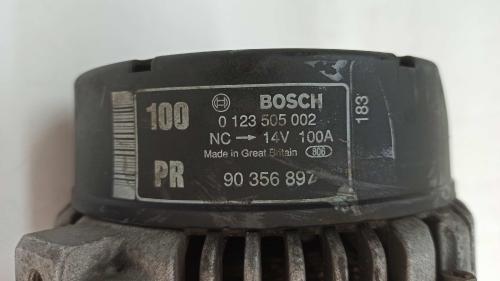 100
PR
BOSCH
0 123 505 002
NC → 14V 100A
Made in Great Britain 806
90 356 897
183